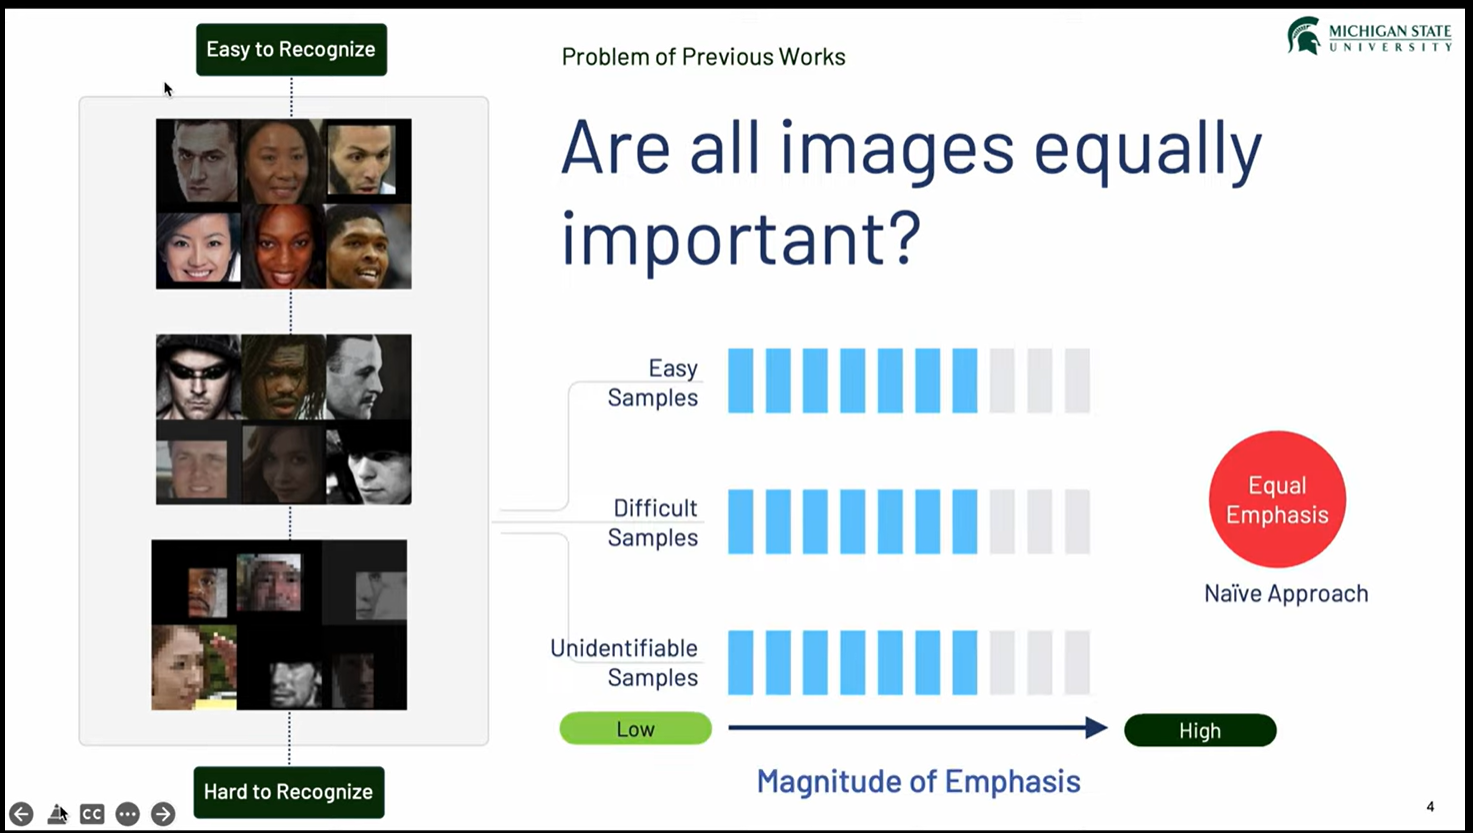 Easy to Recognize
MICHIGAN STATE
UNIVERSITY
Problem of Previous Works
Are all images equally
important?
Easy
Samples
Difficult
Samples
Equal
Emphasis
Naïve Approach
Unidentifiable
Samples
Low
High
Magnitude of Emphasis
Hard to Recognize
CC
4